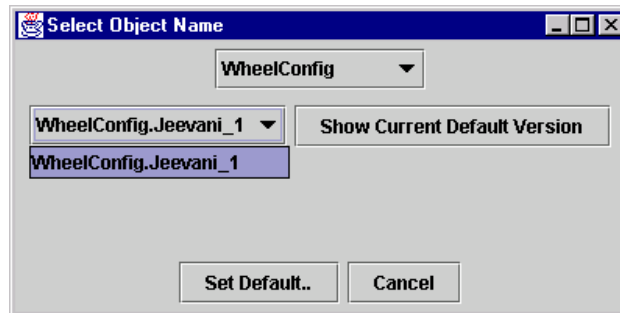 Select Object Name
WheelConfig
WheelConfig.Jeevani_1
Show Current Default Version
WheelConfig.Jeevani_1
Set Default..
Cancel